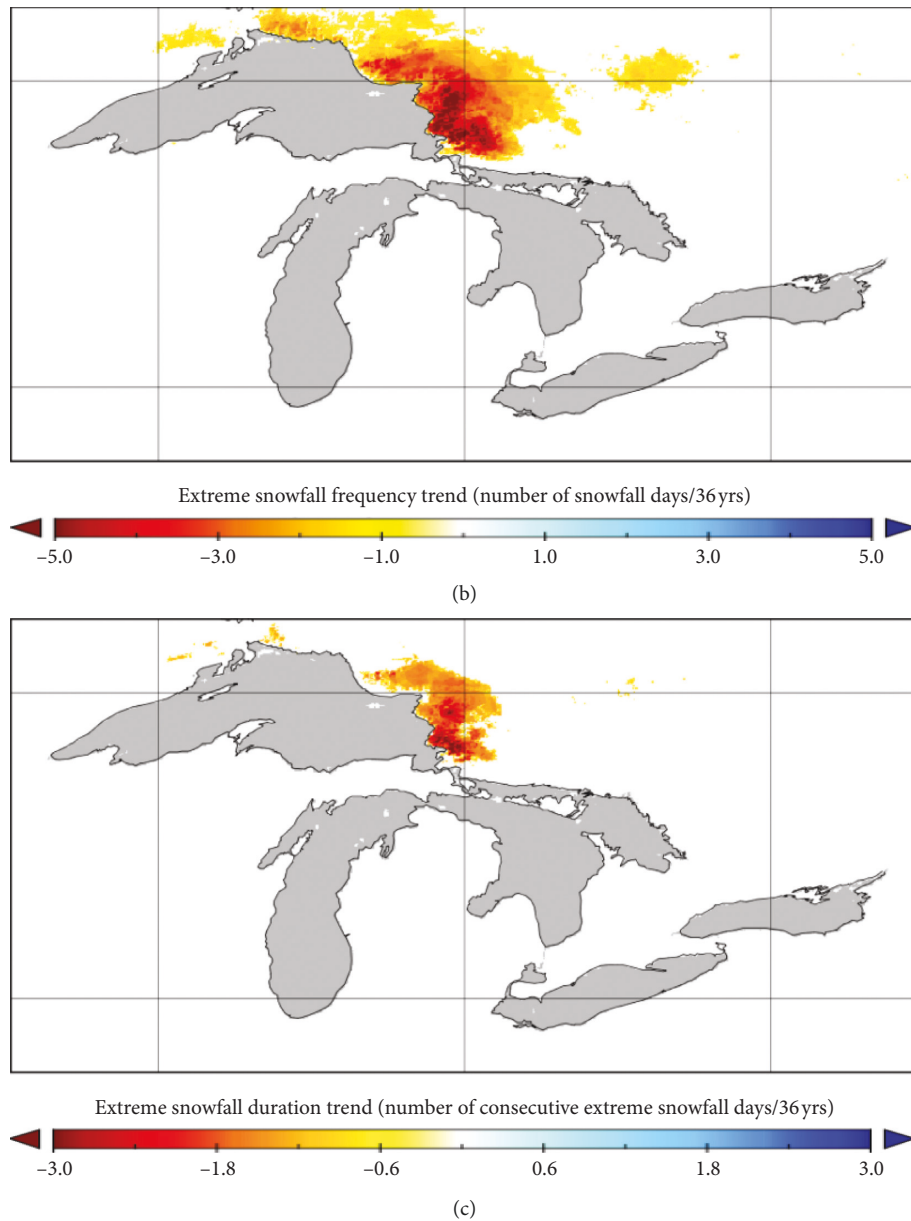 Extreme snowfall frequency trend (number of snowfall days/36 yrs)
−5.0 −3.0 −1.0 1.0 3.0 5.0
(b)
Extreme snowfall duration trend (number of consecutive extreme snowfall days/36 yrs)
−3.0 −1.8 −0.6 0.6 1.8 3.0
(c)